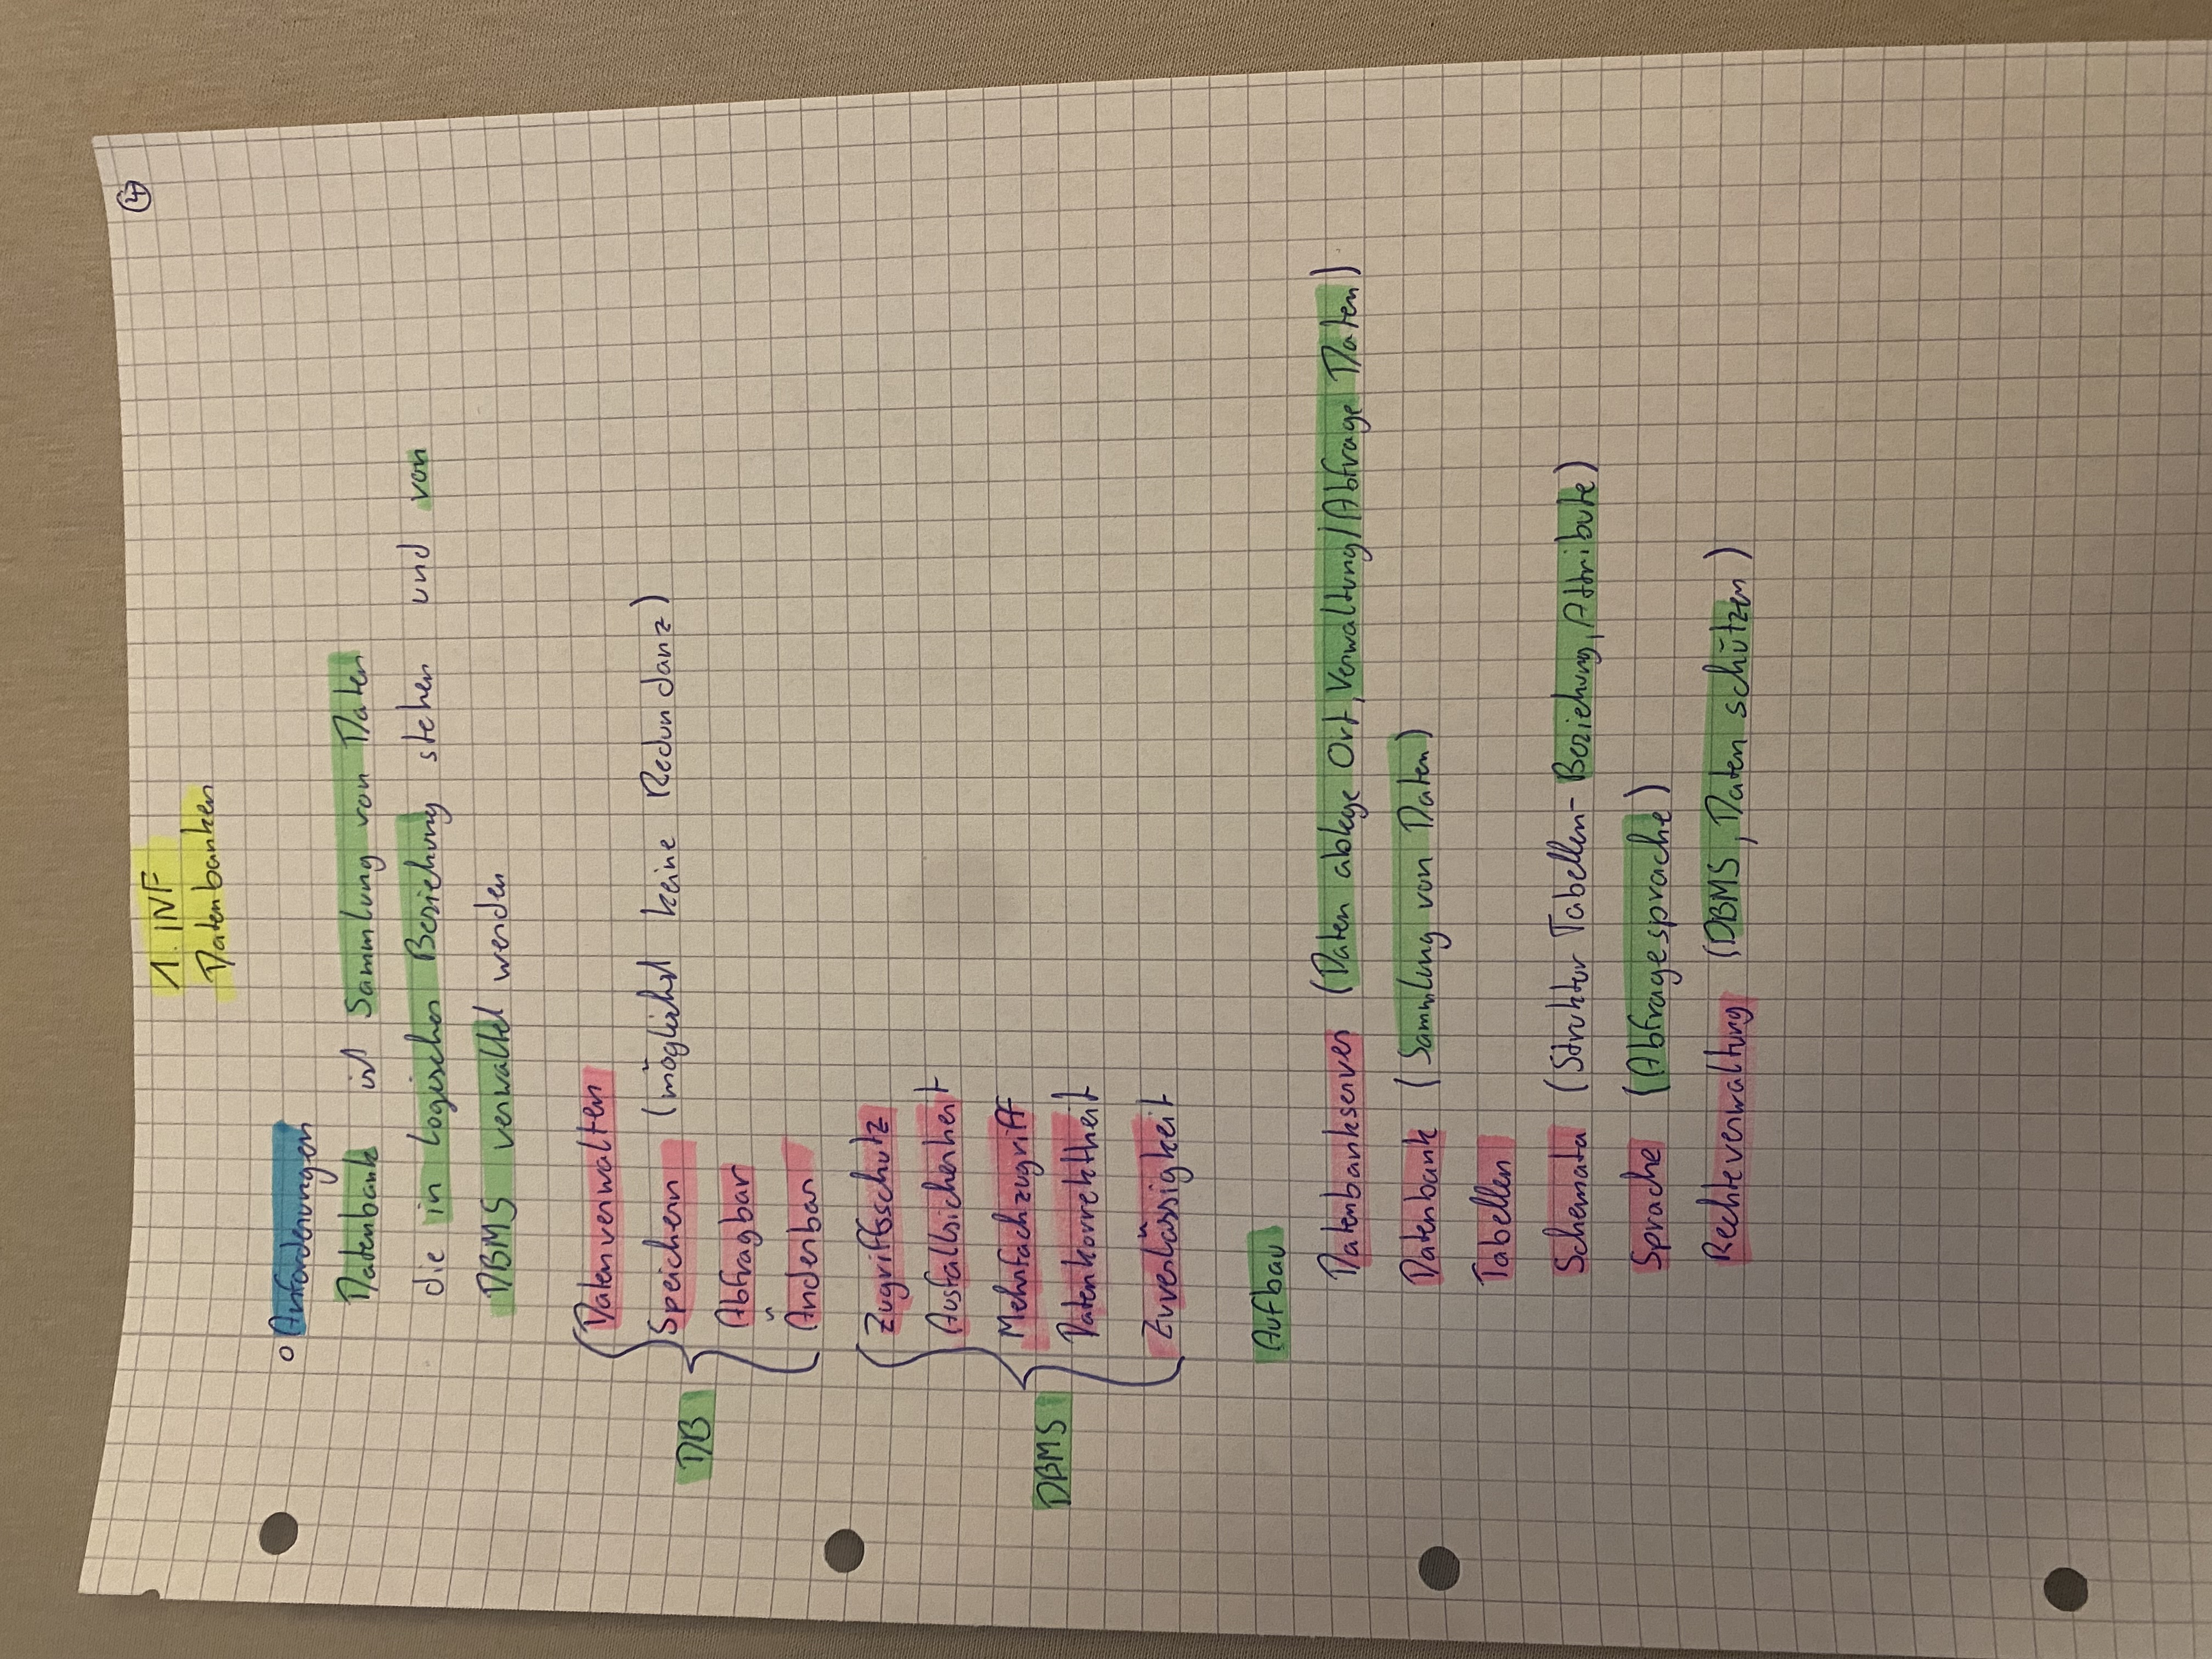 ④
1. INF
Datenbanken
o Anforderungen
Datenbank ist Sammlung von Daten
die in logischer Beziehung stehen und von
DBMS verwaltet werden
Datenverwalten
Speichern (möglichst keine Redundanz)
DB
Abfragbar
Änderbar
Zugriffsschutz
Ausfallsicherheit
Mehrfachzugriff
DBMS
Datenkorrektheit
Zuverlässigkeit
Aufbau
Datenbankserver (Daten ablege Ort, Verwaltung/Abfrage Daten)
Datenbank (Sammlung von Daten)
Tabellen
Schemata (Struktur Tabellen-Beziehung, Attribute)
Sprache (Abfragesprache)
Rechteverwaltung (DBMS, Daten schützen)